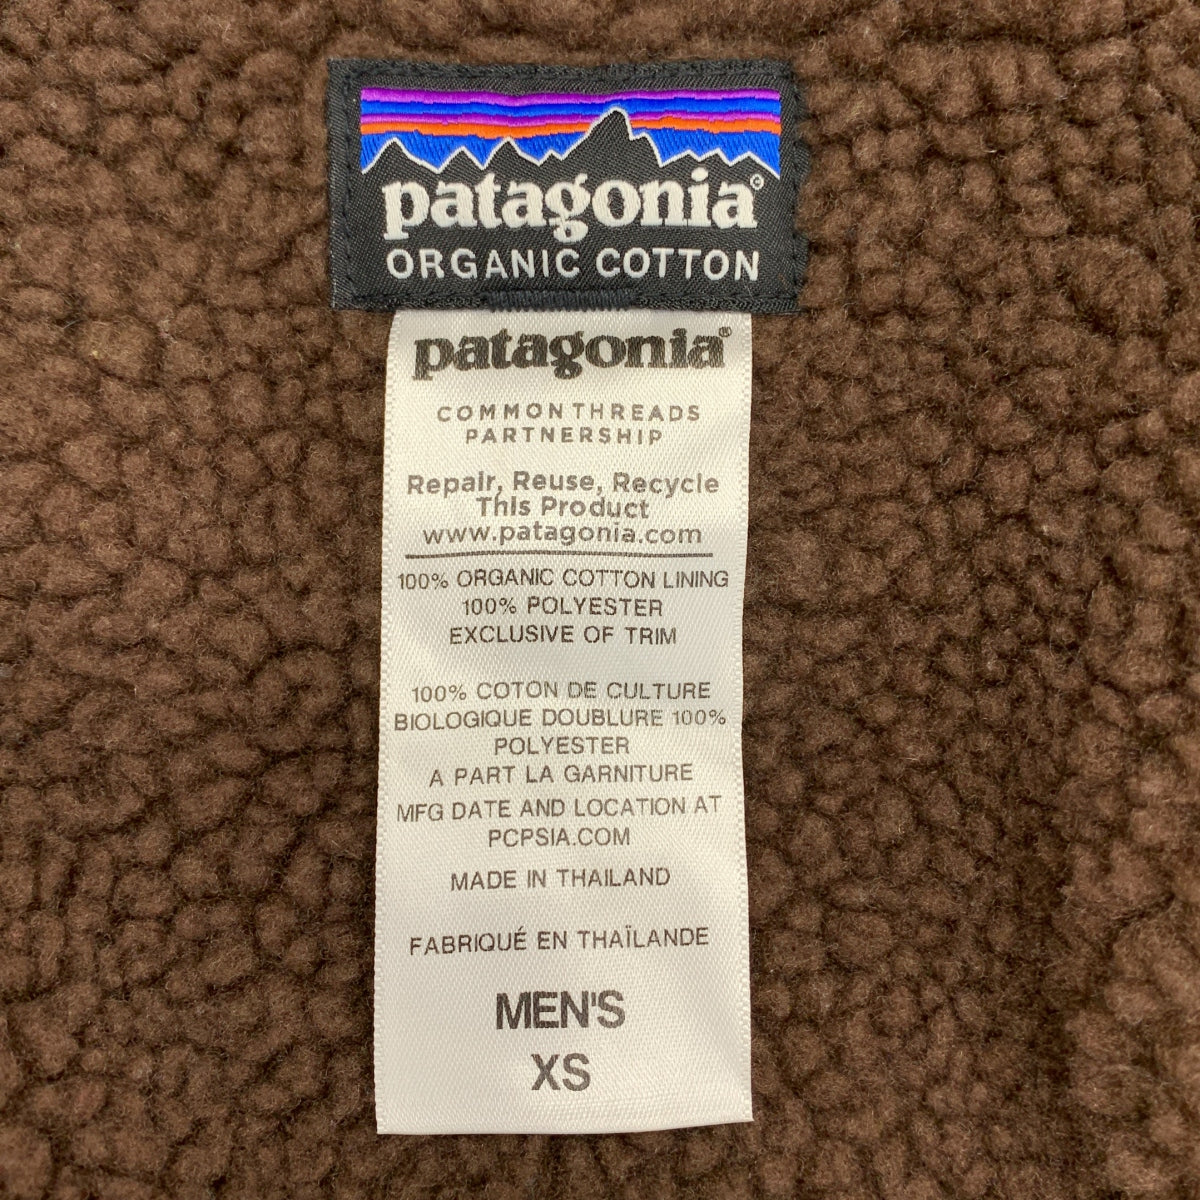 patagonia®
ORGANIC COTTON
patagonia®
COMMON THREADS
PARTNERSHIP
Repair, Reuse, Recycle
This Product
www.patagonia.com
100% ORGANIC COTTON LINING
100% POLYESTER
EXCLUSIVE OF TRIM
100% COTON DE CULTURE
BIOLOGIQUE DOUBLURE 100%
POLYESTER
A PART LA GARNITURE
MFG DATE AND LOCATION AT
PCPSIA.COM
MADE IN THAILAND
FABRIQUÉ EN THAÏLANDE
MEN'S
XS